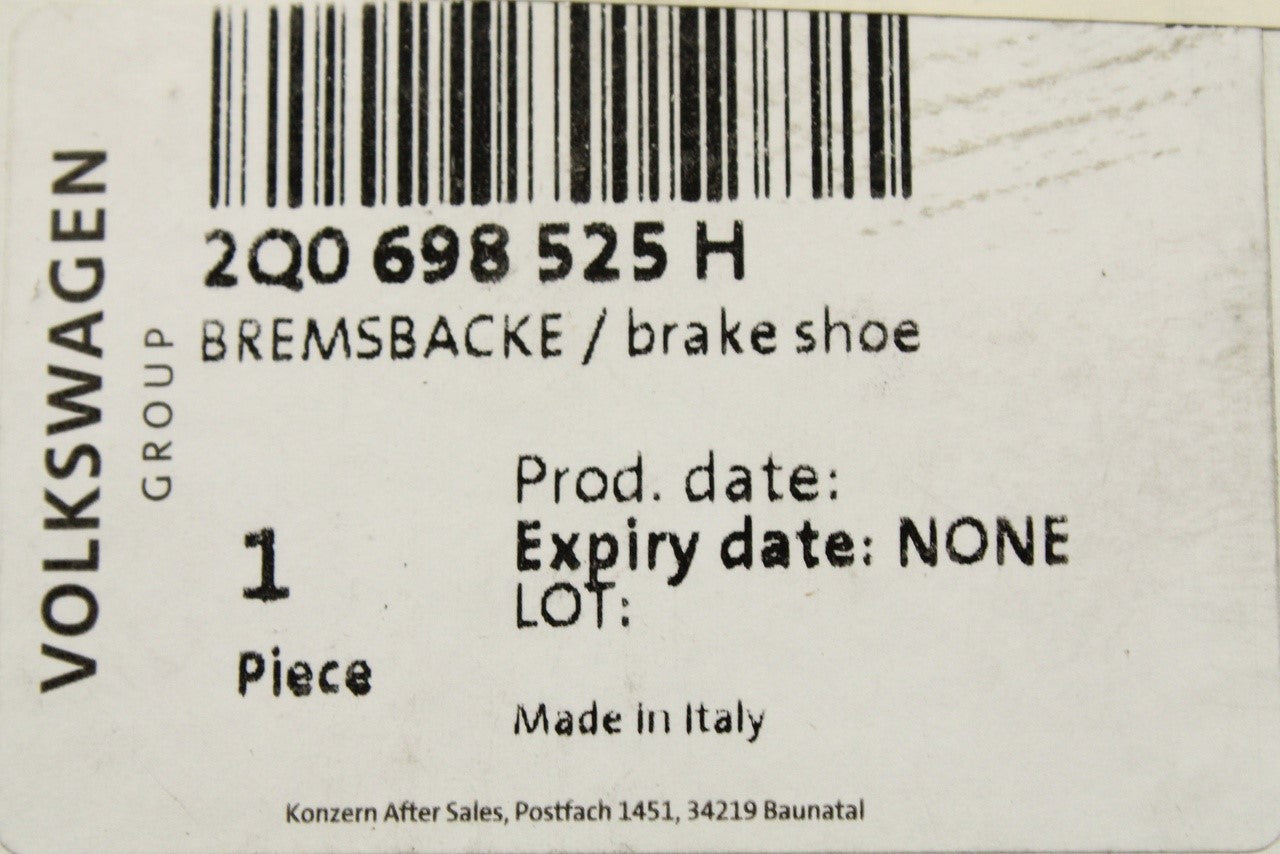 VOLKSWAGEN
GROUP
2Q0 698 525 H
BREMSBACKE / brake shoe
Prod. date:
Expiry date: NONE
LOT:
1
Piece
Made in Italy
Konzern After Sales, Postfach 1451, 34219 Baunatal